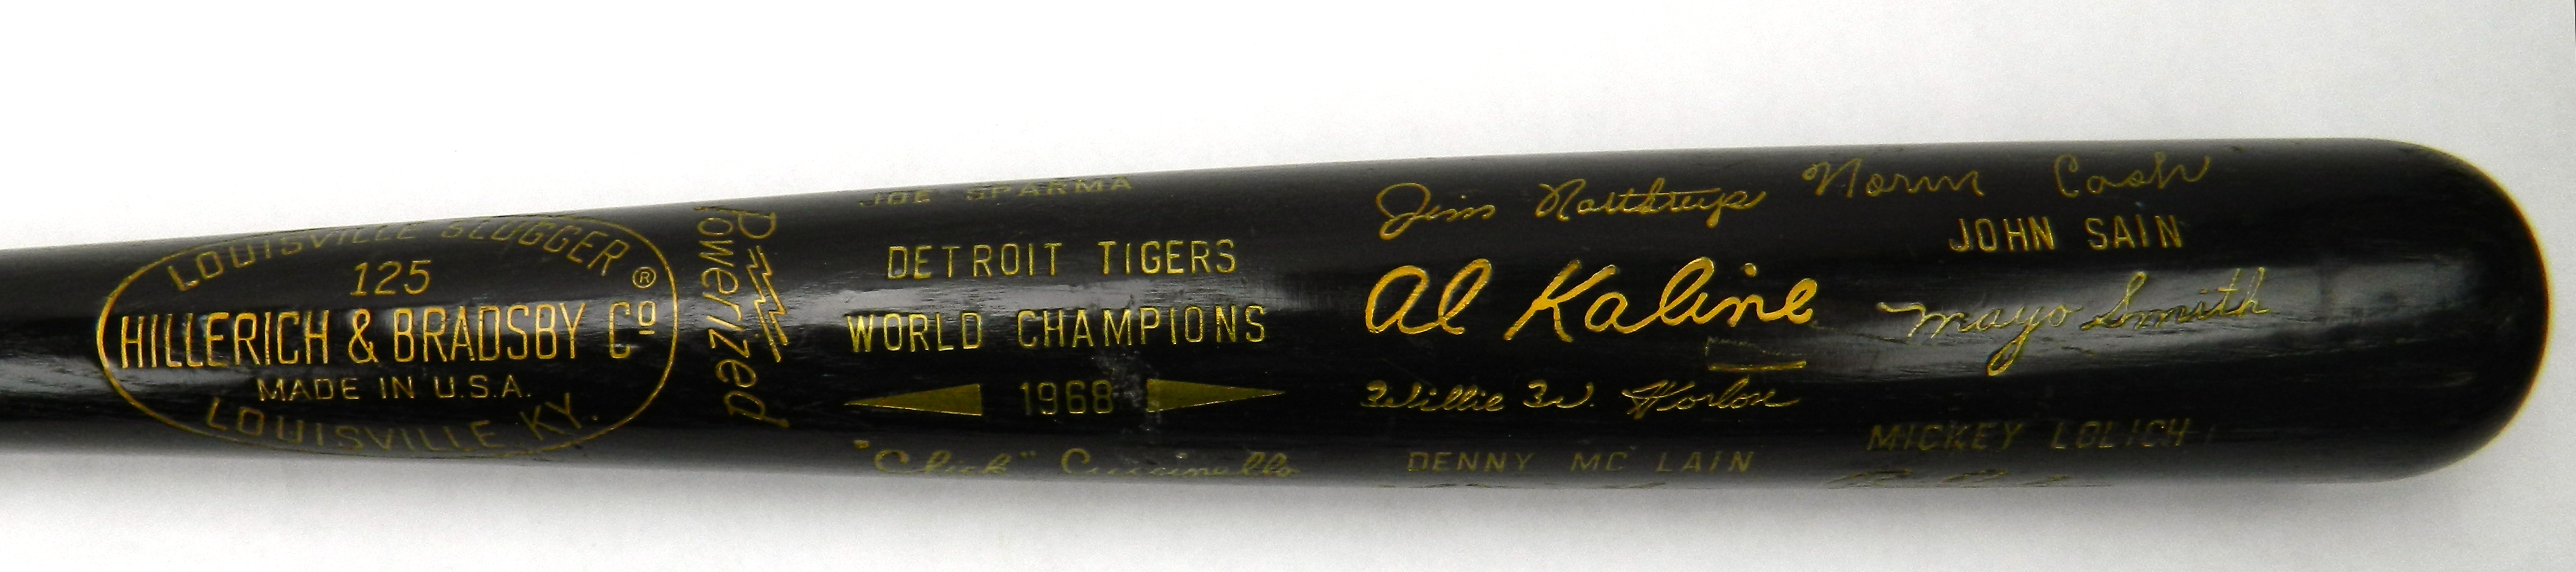 LOUISVILLE SLUGGER
125
®
HILLERICH & BRADSBY Cº
MADE IN U.S.A.
LOUISVILLE KY.
Powerized
JOE SPARMA
DETROIT TIGERS
WORLD CHAMPIONS
1968
"Chick" Cuccinello
Jim Northrup
Norm Cash
JOHN SAIN
Al Kaline
Mayo Smith
Willie W. Horton
MICKEY LOLICH
DENNY MC LAIN